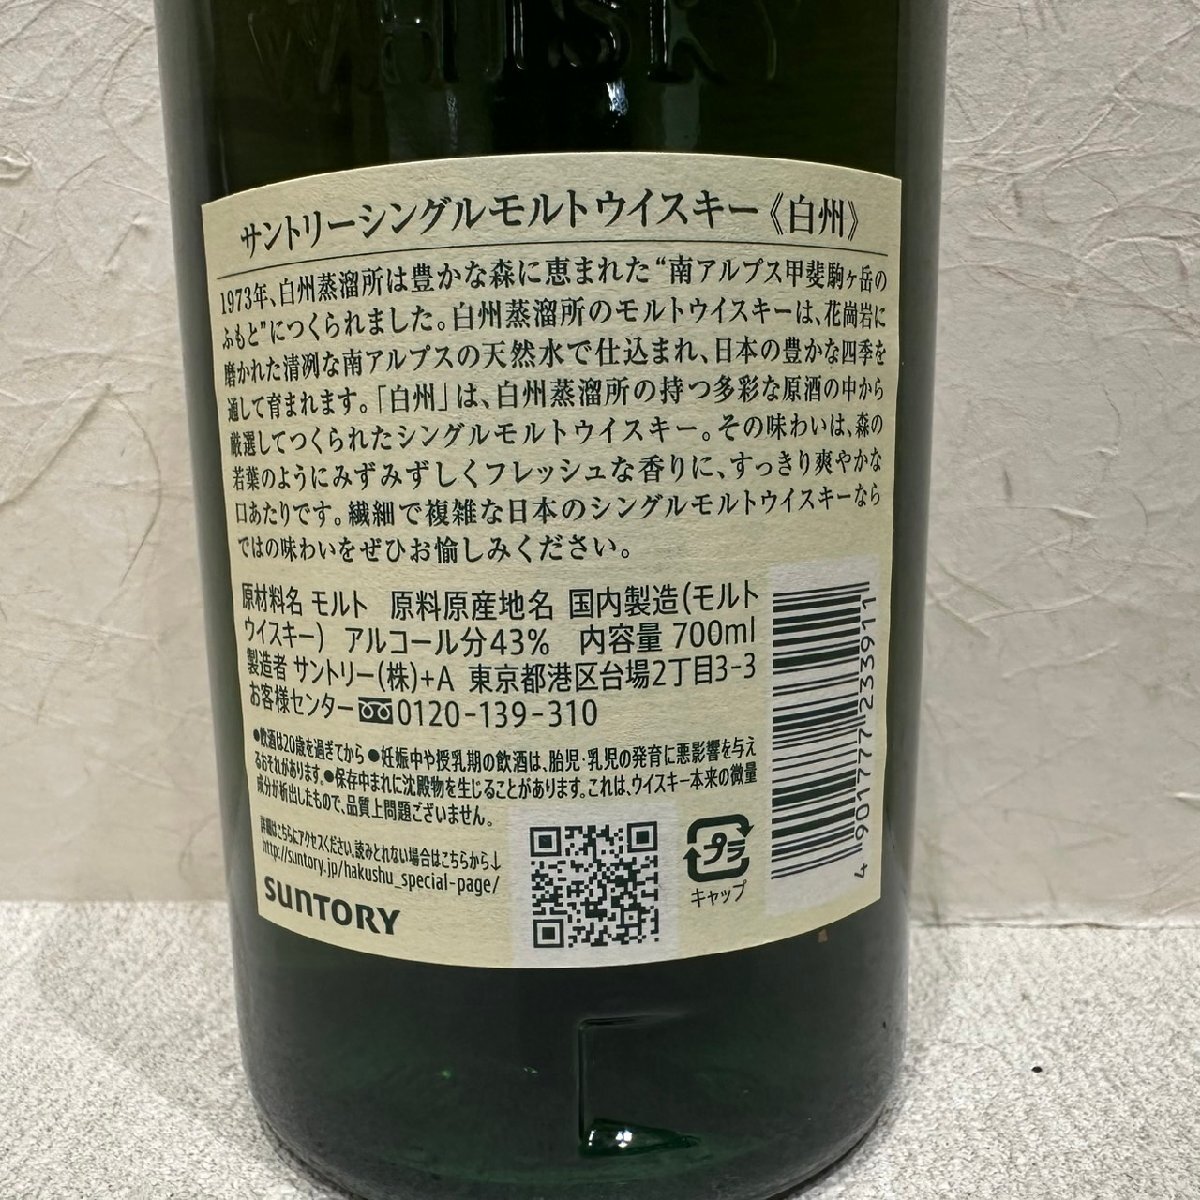 WHISKY
サントリーシングルモルトウイスキー《白州》
1973年、白州蒸溜所は豊かな森に恵まれた“南アルプス甲斐駒ヶ岳の
ふもと”につくられました。白州蒸溜所のモルトウイスキーは、花崗岩に
磨かれた清冽な南アルプスの天然水で仕込まれ、日本の豊かな四季を
通して育まれます。「白州」は、白州蒸溜所の持つ多彩な原酒の中から
厳選してつくられたシングルモルトウイスキー。その味わいは、森の
若葉のようにみずみずしくフレッシュな香りに、すっきり爽やかな
口あたりです。繊細で複雑な日本のシングルモルトウイスキーなら
ではの味わいをぜひお愉しみください。
原材料名 モルト 原料原産地名 国内製造(モルト
ウイスキー) アルコール分43% 内容量 700ml
製造者 サントリー(株)+A 東京都港区台場2丁目3-3
お客様センター 0120-139-310
●飲酒は20歳を過ぎてから ●妊娠中や授乳期の飲酒は、胎児・乳児の発育に悪影響を与え
るおそれがあります。●保存中まれに沈殿物を生じることがあります。これは、ウイスキー本来の微量
成分が析出したもので、品質上問題ございません。
詳細はこちらにアクセスください。読みとれない場合はこちらから↓
http://suntory.jp/hakushu_special-page/
SUNTORY
プラ
キャップ
4 901777 233911